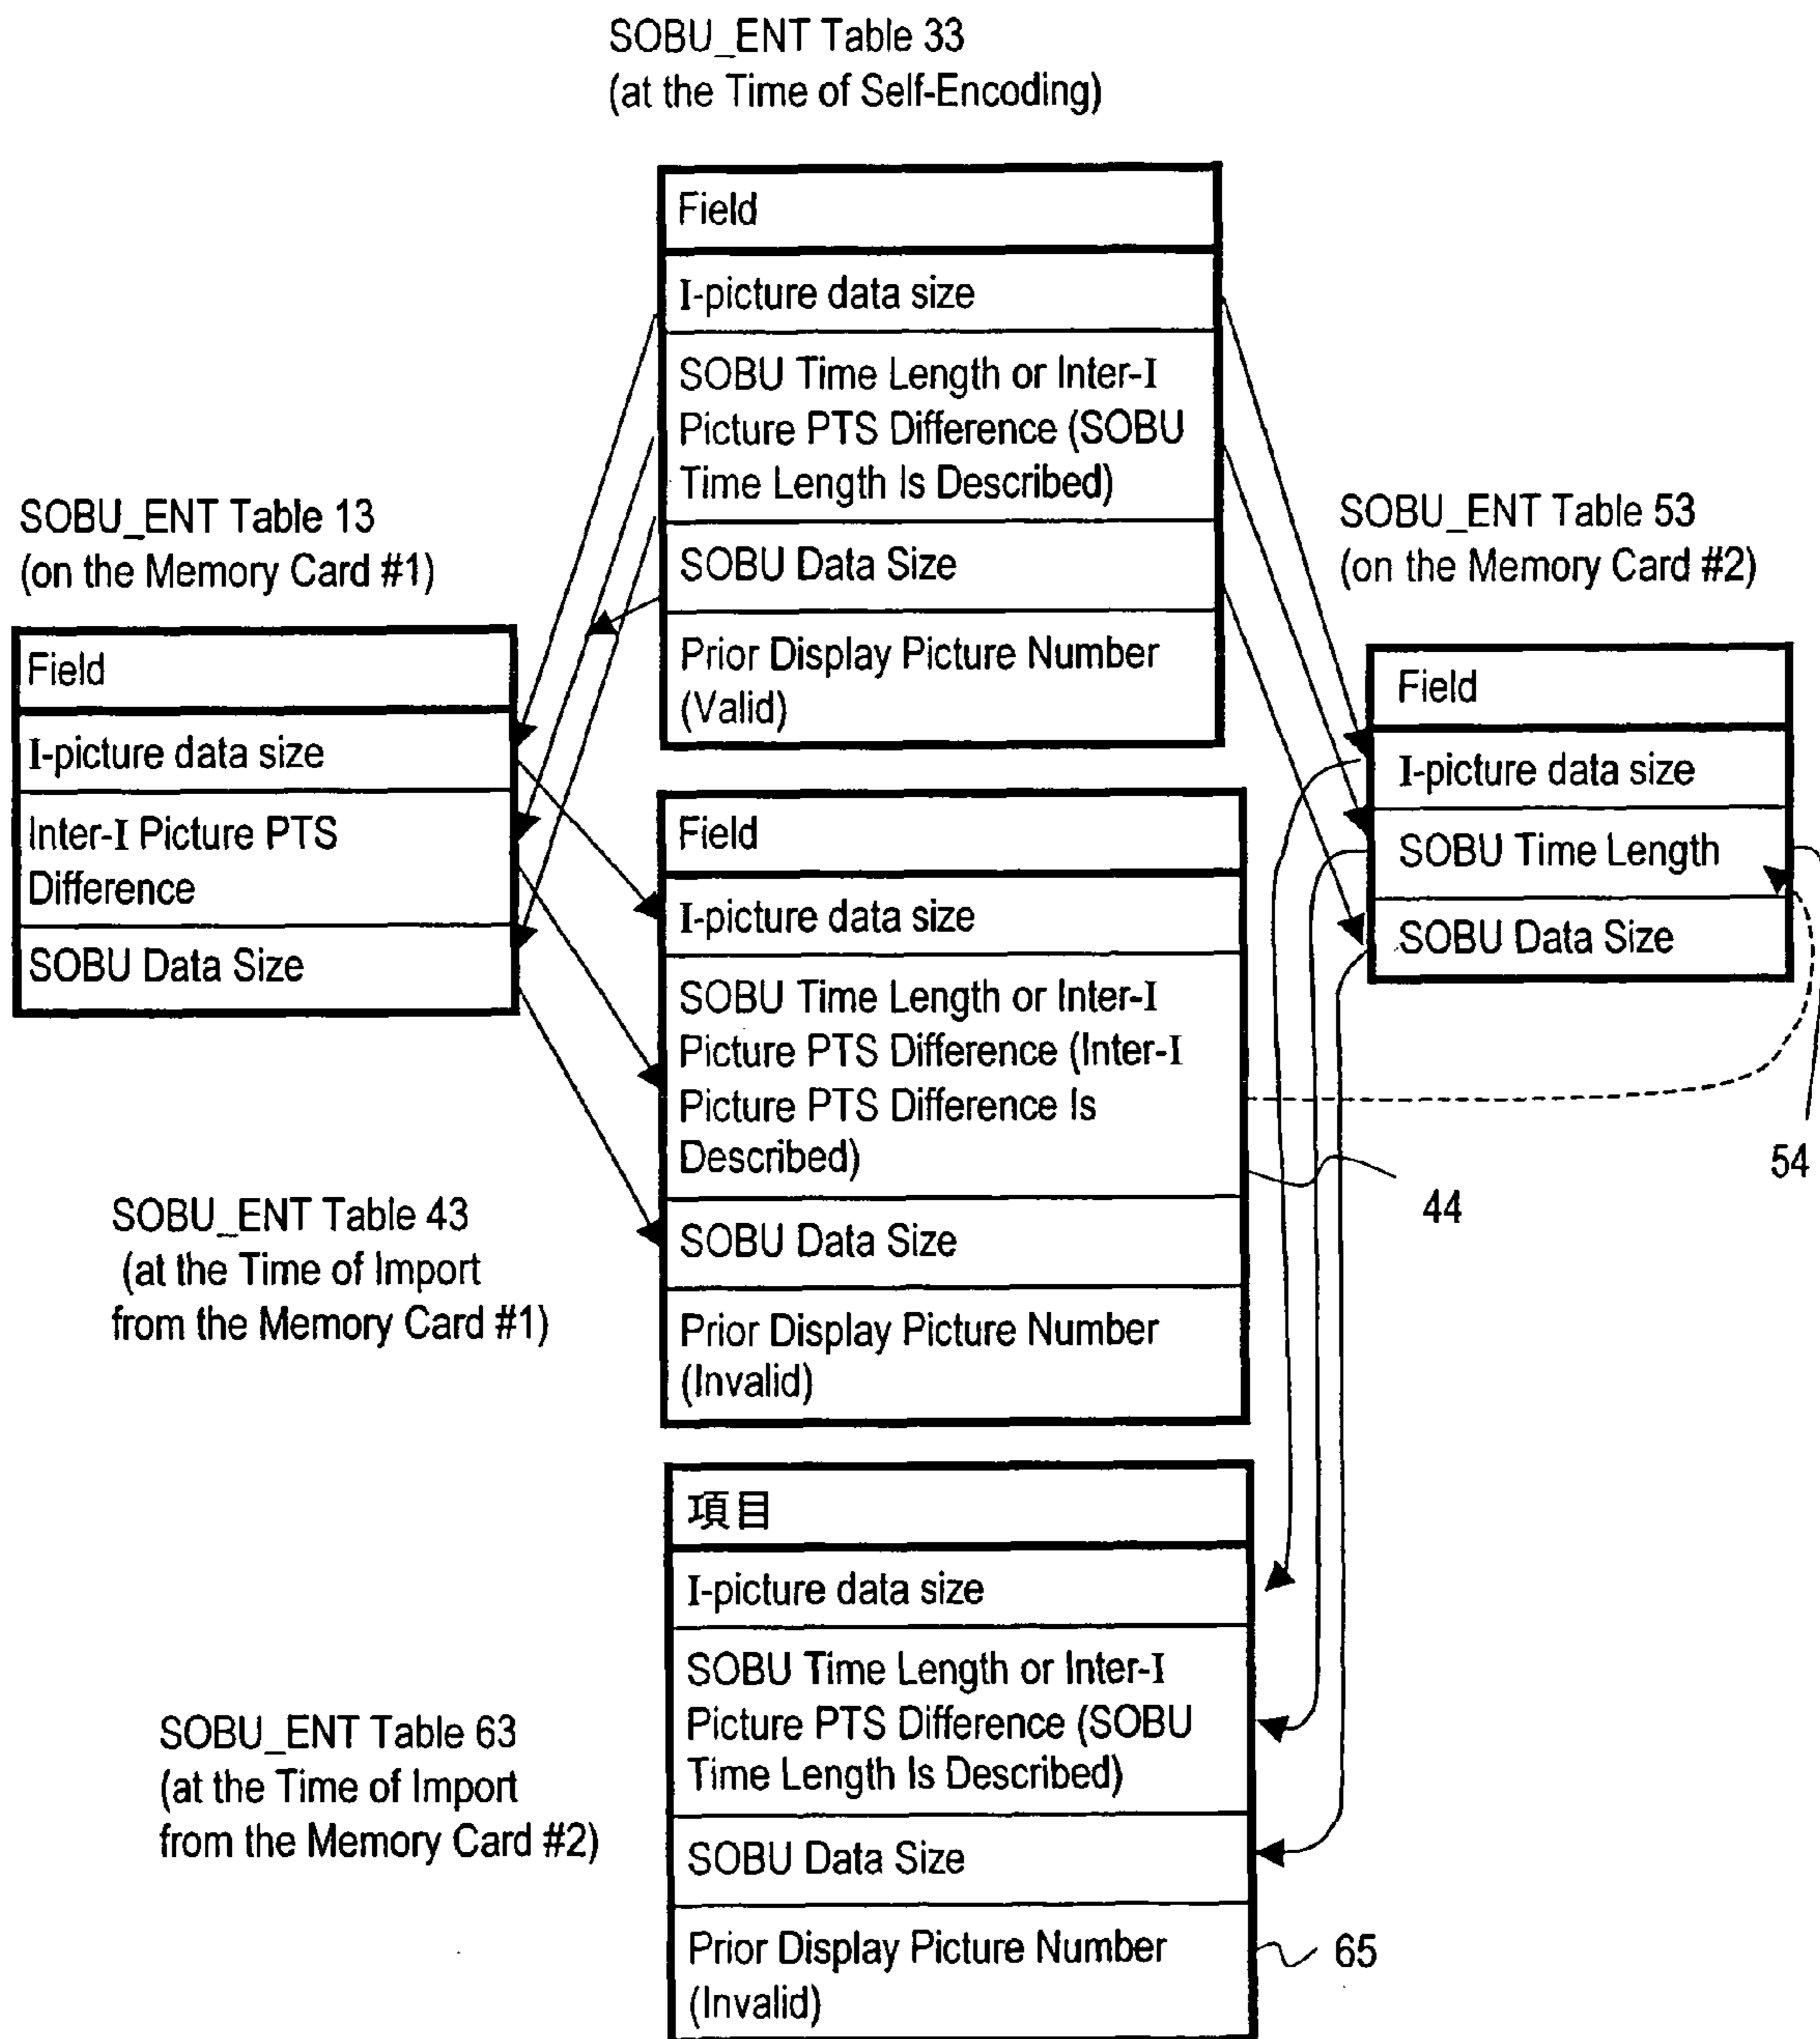 SOBU_ENT Table 33
(at the Time of Self-Encoding)
Field
I-picture data size
SOBU Time Length or Inter-I
Picture PTS Difference (SOBU
Time Length Is Described)
SOBU Data Size
Prior Display Picture Number
(Valid)
SOBU_ENT Table 13
(on the Memory Card #1)
Field
I-picture data size
Inter-I Picture PTS
Difference
SOBU Data Size
SOBU_ENT Table 53
(on the Memory Card #2)
Field
I-picture data size
SOBU Time Length
SOBU Data Size
54
SOBU_ENT Table 43
(at the Time of Import
from the Memory Card #1)
Field
I-picture data size
SOBU Time Length or Inter-I
Picture PTS Difference (Inter-I
Picture PTS Difference Is
Described)
SOBU Data Size
Prior Display Picture Number
(Invalid)
44
SOBU_ENT Table 63
(at the Time of Import
from the Memory Card #2)
項目
I-picture data size
SOBU Time Length or Inter-I
Picture PTS Difference (SOBU
Time Length Is Described)
SOBU Data Size
Prior Display Picture Number
(Invalid)
65